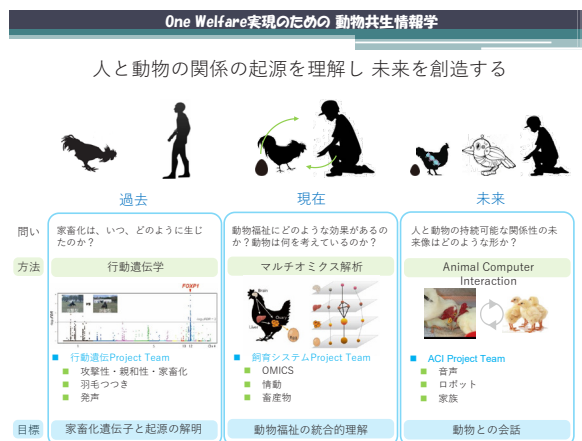 One Welfare実現のための 動物共生情報学
人と動物の関係の起源を理解し 未来を創造する
過去
現在
未来
問い
家畜化は、いつ、どのように生じ
たのか？
動物福祉にどのような効果があるの
か？動物は何を考えているのか？
人と動物の持続可能な関係性の未
来像はどのような形か？
方法
行動遺伝学
マルチオミクス解析
Animal Computer
Interaction
FOXP1
VS
Brain
Liver
Ovary
Egg
行動遺伝Project Team
攻撃性・親和性・家畜化
羽毛つつき
発声
飼育システムProject Team
OMICS
情動
畜産物
ACI Project Team
音声
ロボット
家族
目標
家畜化遺伝子と起源の解明
動物福祉の統合的理解
動物との会話